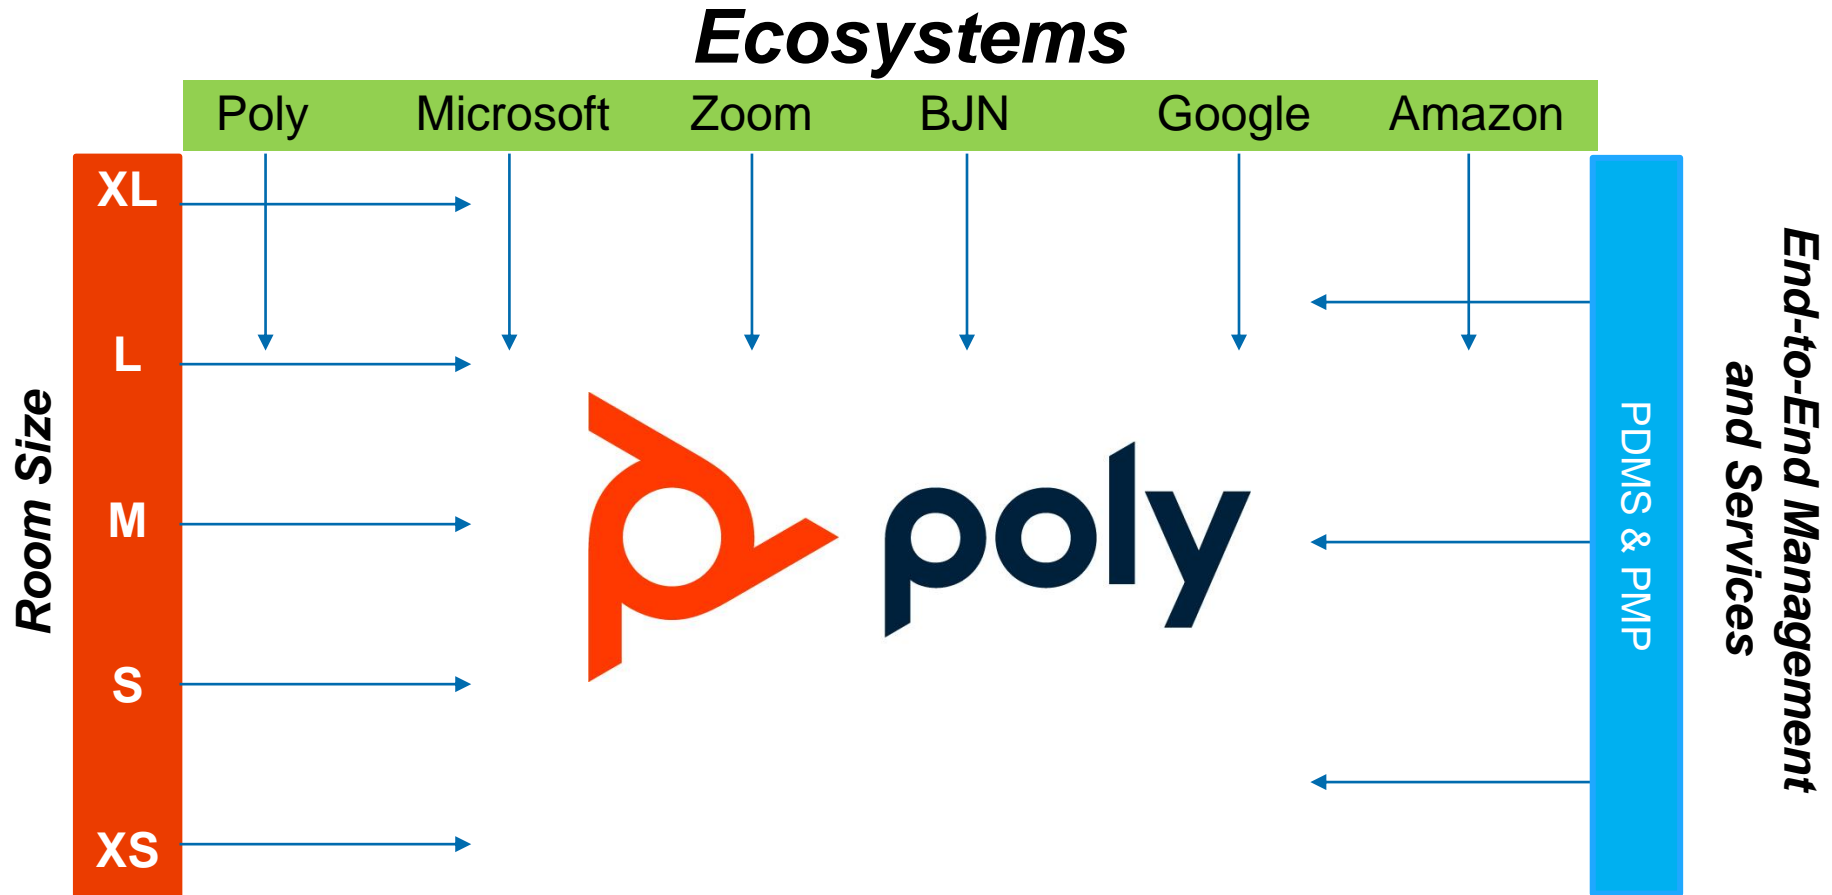 Ecosystems
Poly Microsoft Zoom BJN Google Amazon
Room Size
XL
L
M
S
XS
poly
PDMS & PMP
End-to-End Management
and Services